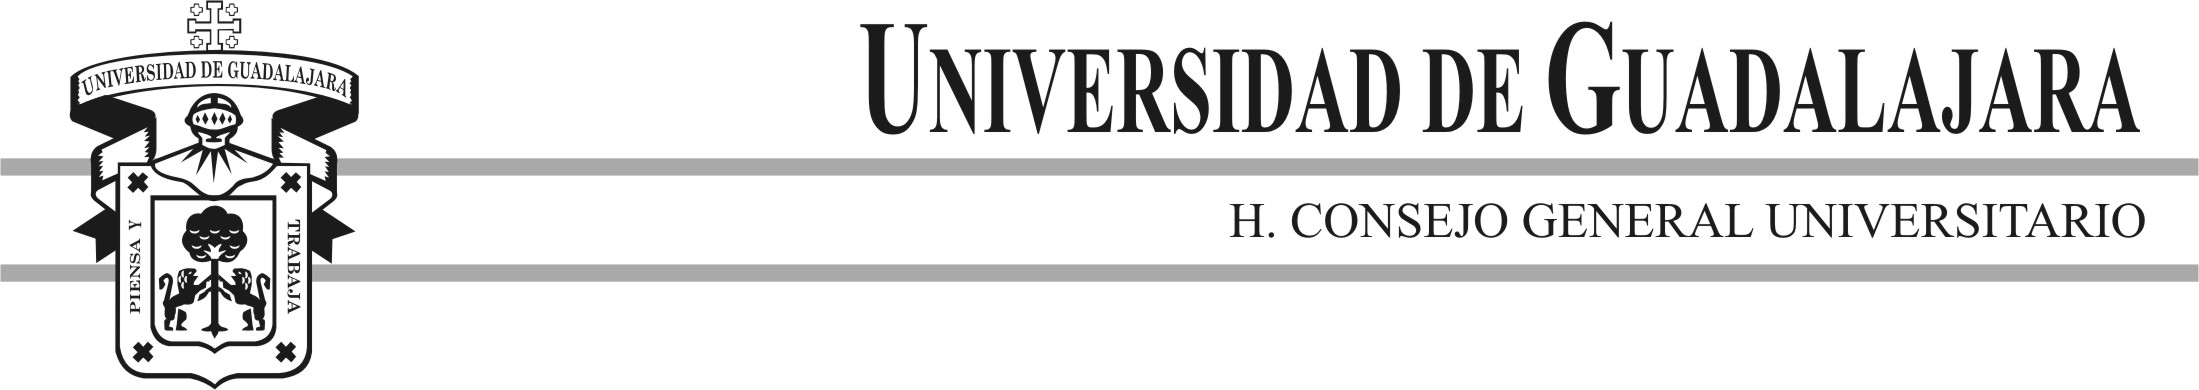 UNIVERSIDAD DE GUADALAJARA
PIENSA Y
TRABAJA
UNIVERSIDAD DE GUADALAJARA
H. CONSEJO GENERAL UNIVERSITARIO